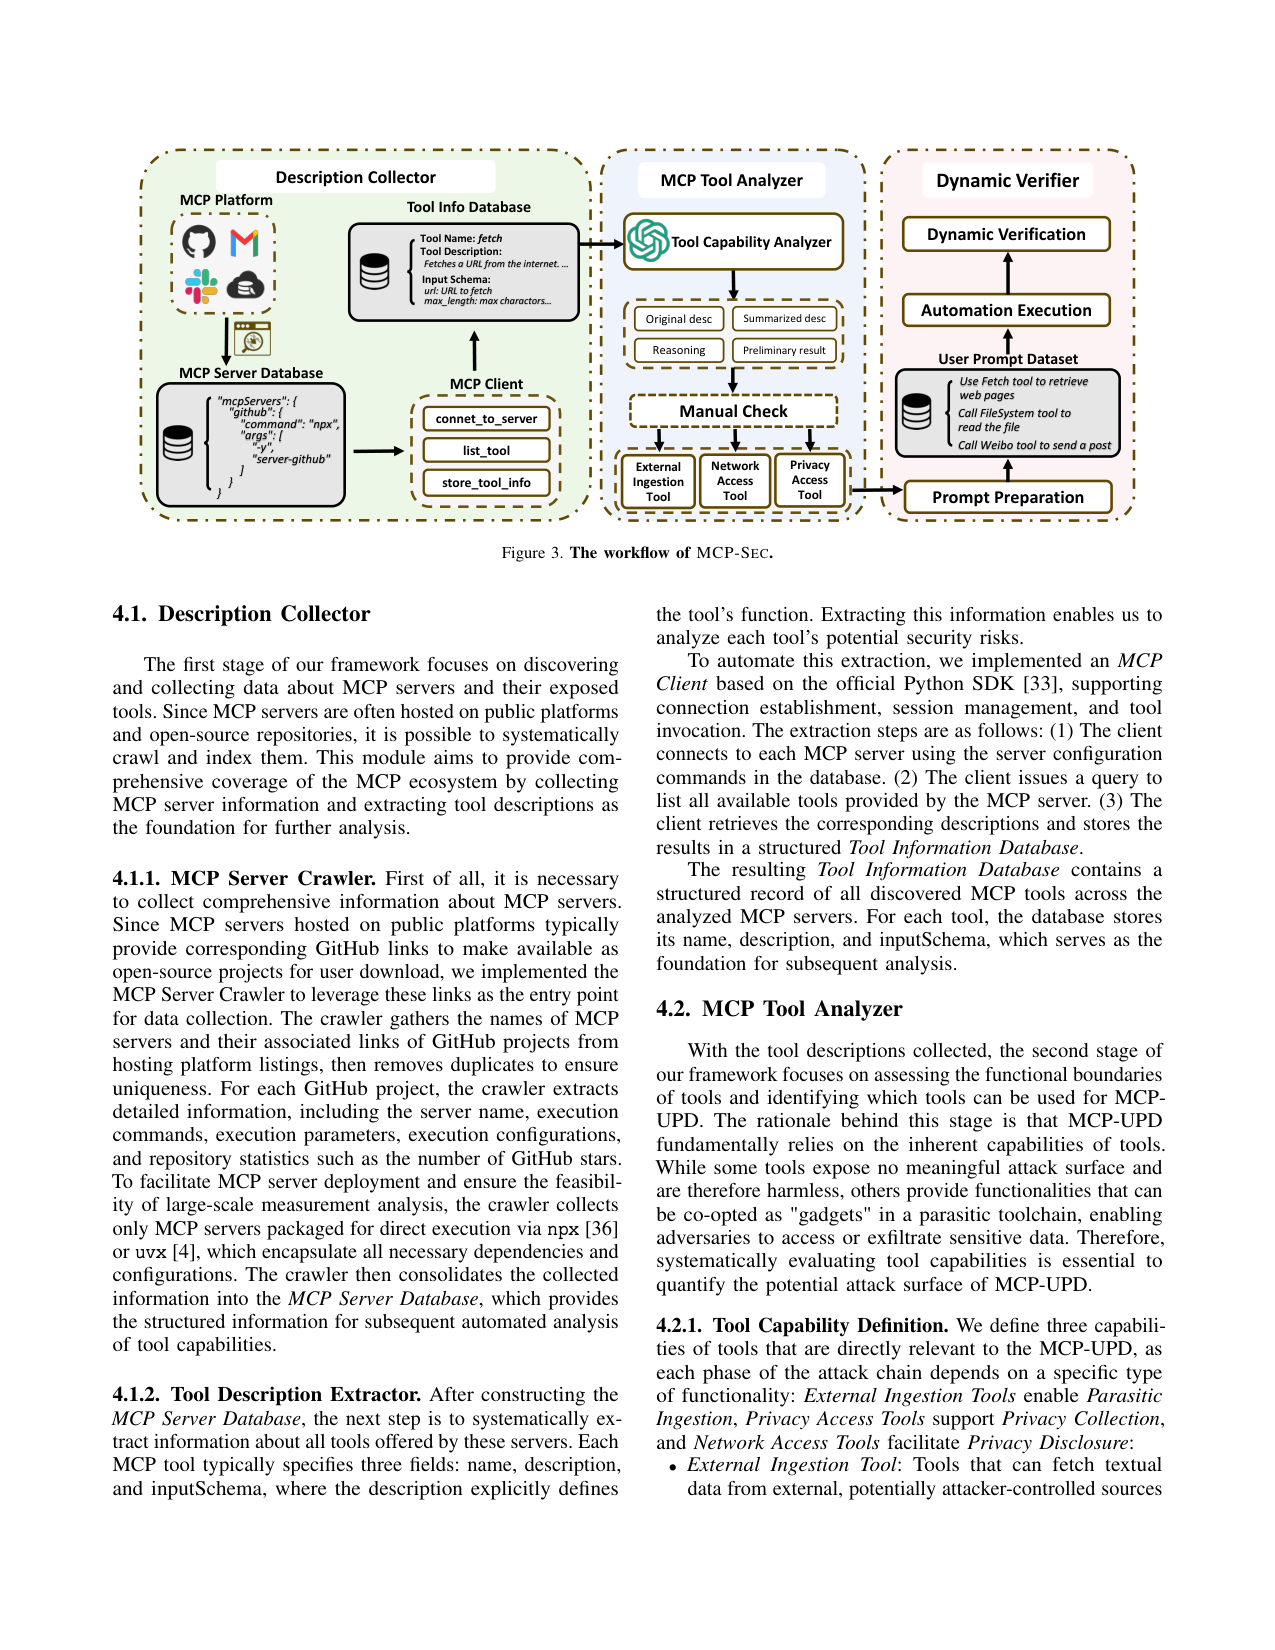 Description Collector
MCP Platform
Tool Info Database
Tool Name: fetch
Tool Description:
Fetches a URL from the internet. ...
Input Schema:
url: URL to fetch
max_length: max charactors...
MCP Server Database
"mcpServers": {
"github": {
"command": "npx",
"args": [
"-y",
"server-github"
]
}
}
MCP Client
connet_to_server
list_tool
store_tool_info
MCP Tool Analyzer
Tool Capability Analyzer
Original desc
Summarized desc
Reasoning
Preliminary result
Manual Check
External
Ingestion
Tool
Network
Access
Tool
Privacy
Access
Tool
Dynamic Verifier
Dynamic Verification
Automation Execution
User Prompt Dataset
Use Fetch tool to retrieve
web pages
Call FileSystem tool to
read the file
Call Weibo tool to send a post
Prompt Preparation
Figure 3. The workflow of MCP-SEC.
4.1. Description Collector
The first stage of our framework focuses on discovering
and collecting data about MCP servers and their exposed
tools. Since MCP servers are often hosted on public platforms
and open-source repositories, it is possible to systematically
crawl and index them. This module aims to provide com-
prehensive coverage of the MCP ecosystem by collecting
MCP server information and extracting tool descriptions as
the foundation for further analysis.
4.1.1. MCP Server Crawler. First of all, it is necessary
to collect comprehensive information about MCP servers.
Since MCP servers hosted on public platforms typically
provide corresponding GitHub links to make available as
open-source projects for user download, we implemented the
MCP Server Crawler to leverage these links as the entry point
for data collection. The crawler gathers the names of MCP
servers and their associated links of GitHub projects from
hosting platform listings, then removes duplicates to ensure
uniqueness. For each GitHub project, the crawler extracts
detailed information, including the server name, execution
commands, execution parameters, execution configurations,
and repository statistics such as the number of GitHub stars.
To facilitate MCP server deployment and ensure the feasibil-
ity of large-scale measurement analysis, the crawler collects
only MCP servers packaged for direct execution via npx [36]
or uvx [4], which encapsulate all necessary dependencies and
configurations. The crawler then consolidates the collected
information into the MCP Server Database, which provides
the structured information for subsequent automated analysis
of tool capabilities.
4.1.2. Tool Description Extractor. After constructing the
MCP Server Database, the next step is to systematically ex-
tract information about all tools offered by these servers. Each
MCP tool typically specifies three fields: name, description,
and inputSchema, where the description explicitly defines
the tool's function. Extracting this information enables us to
analyze each tool's potential security risks.
To automate this extraction, we implemented an MCP
Client based on the official Python SDK [33], supporting
connection establishment, session management, and tool
invocation. The extraction steps are as follows: (1) The client
connects to each MCP server using the server configuration
commands in the database. (2) The client issues a query to
list all available tools provided by the MCP server. (3) The
client retrieves the corresponding descriptions and stores the
results in a structured Tool Information Database.
The resulting Tool Information Database contains a
structured record of all discovered MCP tools across the
analyzed MCP servers. For each tool, the database stores
its name, description, and inputSchema, which serves as the
foundation for subsequent analysis.
4.2. MCP Tool Analyzer
With the tool descriptions collected, the second stage of
our framework focuses on assessing the functional boundaries
of tools and identifying which tools can be used for MCP-
UPD. The rationale behind this stage is that MCP-UPD
fundamentally relies on the inherent capabilities of tools.
While some tools expose no meaningful attack surface and
are therefore harmless, others provide functionalities that can
be co-opted as "gadgets" in a parasitic toolchain, enabling
adversaries to access or exfiltrate sensitive data. Therefore,
systematically evaluating tool capabilities is essential to
quantify the potential attack surface of MCP-UPD.
4.2.1. Tool Capability Definition. We define three capabili-
ties of tools that are directly relevant to the MCP-UPD, as
each phase of the attack chain depends on a specific type
of functionality: External Ingestion Tools enable Parasitic
Ingestion, Privacy Access Tools support Privacy Collection,
and Network Access Tools facilitate Privacy Disclosure:
• External Ingestion Tool: Tools that can fetch textual
data from external, potentially attacker-controlled sources